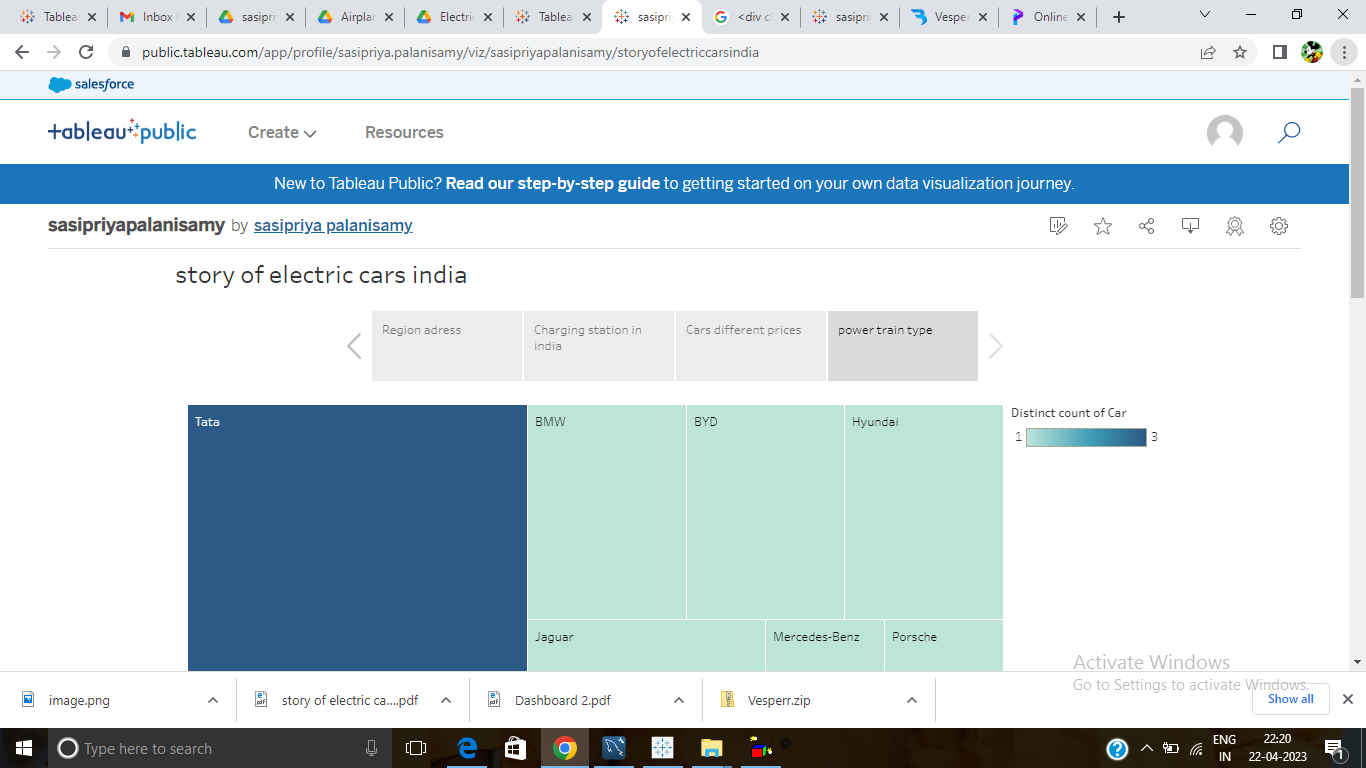 Tablea
Inbox
sasipri
Airplan
Electric
Tablea
sasipri
<div cl
sasipri
Vesper
Online
public.tableau.com/app/profile/sasipriya.palanisamy/viz/sasipriyapalanisamy/storyofelectriccarsindia
salesforce
+ableau public
Create
Resources
New to Tableau Public? Read our step-by-step guide to getting started on your own data visualization journey.
sasipriyapalanisamy by sasipriya palanisamy
story of electric cars india
Region adress
Charging station in
india
Cars different prices
power train type
Tata
BMW
BYD
Hyundai
Jaguar
Mercedes-Benz
Porsche
Distinct count of Car
1
3
Activate Windows
Go to Settings to activate Windows.
image.png
story of electric ca....pdf
Dashboard 2.pdf
Vesperr.zip
Show all
Type here to search
ENG
IN
22:20
22-04-2023
1